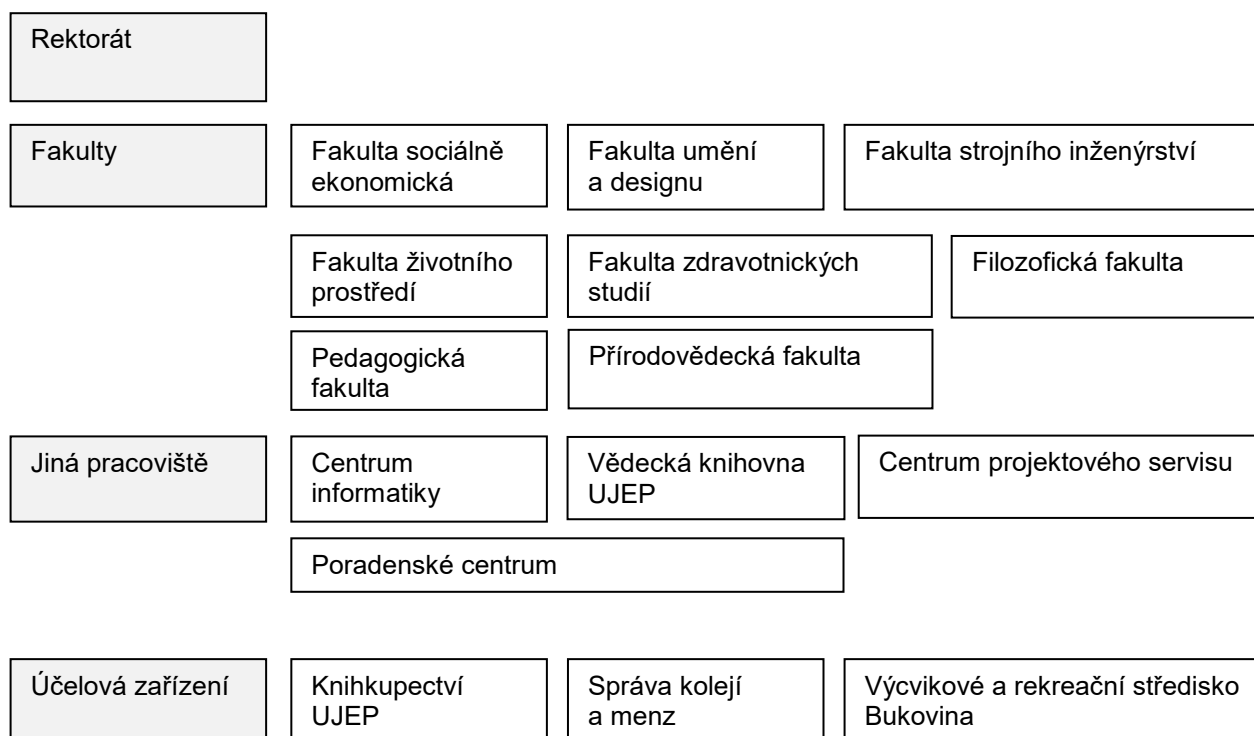 Rektorát
Fakulty
Fakulta sociálně
ekonomická
Fakulta umění
a designu
Fakulta strojního inženýrství
Fakulta životního
prostředí
Fakulta zdravotnických
studií
Filozofická fakulta
Pedagogická
fakulta
Přírodovědecká fakulta
Jiná pracoviště
Centrum
informatiky
Vědecká knihovna
UJEP
Centrum projektového servisu
Poradenské centrum
Účelová zařízení
Knihkupectví
UJEP
Správa kolejí
a menz
Výcvikové a rekreační středisko
Bukovina